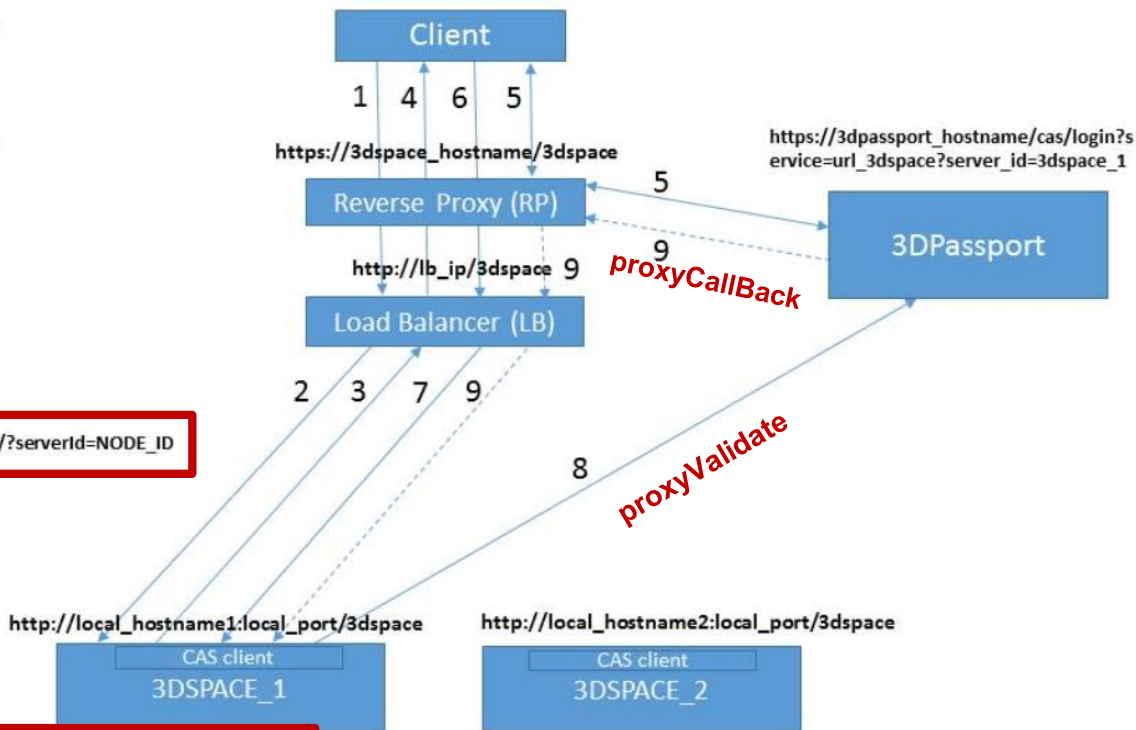 Client
1 4 6 5
https://3dspace_hostname/3dspace
https://3dpassport_hostname/cas/login?s
ervice=url_3dspace?server_id=3dspace_1
Reverse Proxy (RP)
5
3DPassport
9
proxyCallBack
http://lb_ip/3dspace 9
Load Balancer (LB)
2 3 7 9
/?serverId=NODE_ID
8
proxyValidate
http://local_hostname1:local_port/3dspace
http://local_hostname2:local_port/3dspace
CAS client
3DSPACE_1
CAS client
3DSPACE_2